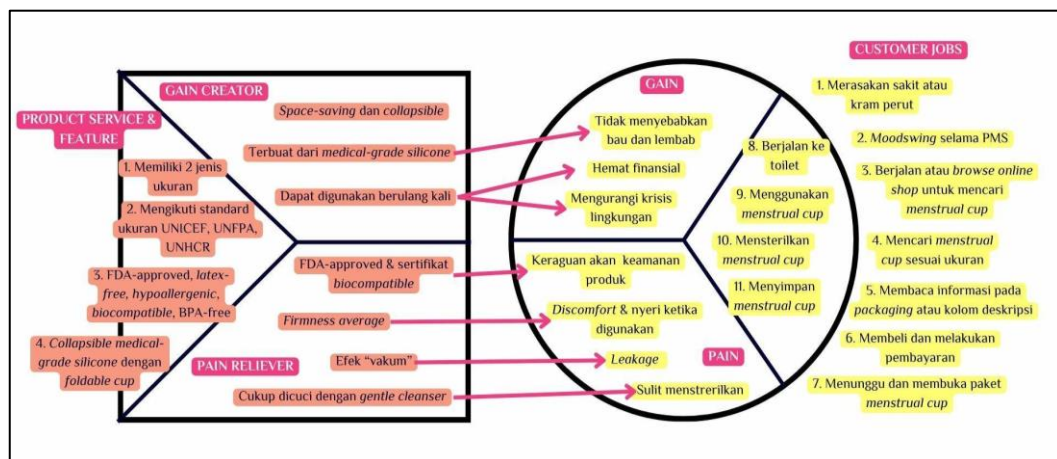 GAIN CREATOR
PRODUCT SERVICE &
FEATURE
Space-saving dan collapsible
Terbuat dari medical-grade silicone
Dapat digunakan berulang kali
1. Memiliki 2 jenis
ukuran
2. Mengikuti standard
ukuran UNICEF, UNFPA,
UNHCR
3. FDA-approved, latex-
free, hypoallergenic,
biocompatible, BPA-free
4. Collapsible medical-
grade silicone dengan
foldable cup
FDA-approved & sertifikat
biocompatible
Firmness average
Efek “vakum”
PAIN RELIEVER
Cukup dicuci dengan gentle cleanser
GAIN
Tidak menyebabkan
bau dan lembab
Hemat finansial
Mengurangi krisis
lingkungan
Keraguan akan keamanan
produk
Discomfort & nyeri ketika
digunakan
Leakage
PAIN
Sulit menstrerilkan
CUSTOMER JOBS
1. Merasakan sakit atau
kram perut
2. Moodswing selama PMS
3. Berjalan atau browse online
shop untuk mencari
menstrual cup
4. Mencari menstrual
cup sesuai ukuran
5. Membaca informasi pada
packaging atau kolom deskripsi
6. Membeli dan melakukan
pembayaran
7. Menunggu dan membuka paket
menstrual cup
8. Berjalan ke
toilet
9. Menggunakan
menstrual cup
10. Mensterilkan
menstrual cup
11. Menyimpan
menstrual cup